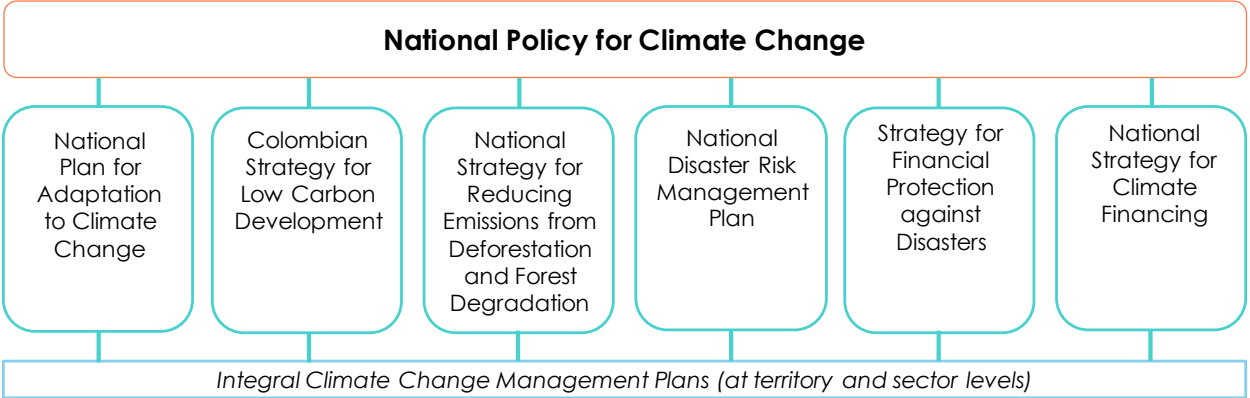 National Policy for Climate Change
National
Plan for
Adaptation
to Climate
Change
Colombian
Strategy for
Low Carbon
Development
National
Strategy for
Reducing
Emissions from
Deforestation
and Forest
Degradation
National
Disaster Risk
Management
Plan
Strategy for
Financial
Protection
against
Disasters
National
Strategy for
Climate
Financing
Integral Climate Change Management Plans (at territory and sector levels)